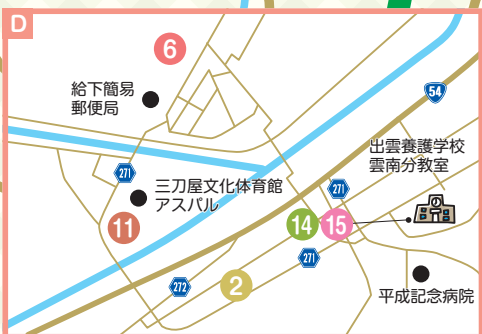 D
6
給下簡易
郵便局
54
出雲養護学校
雲南分教室
271
三刀屋文化体育館
アスパル
271
11
14
15
271
272
2
平成記念病院